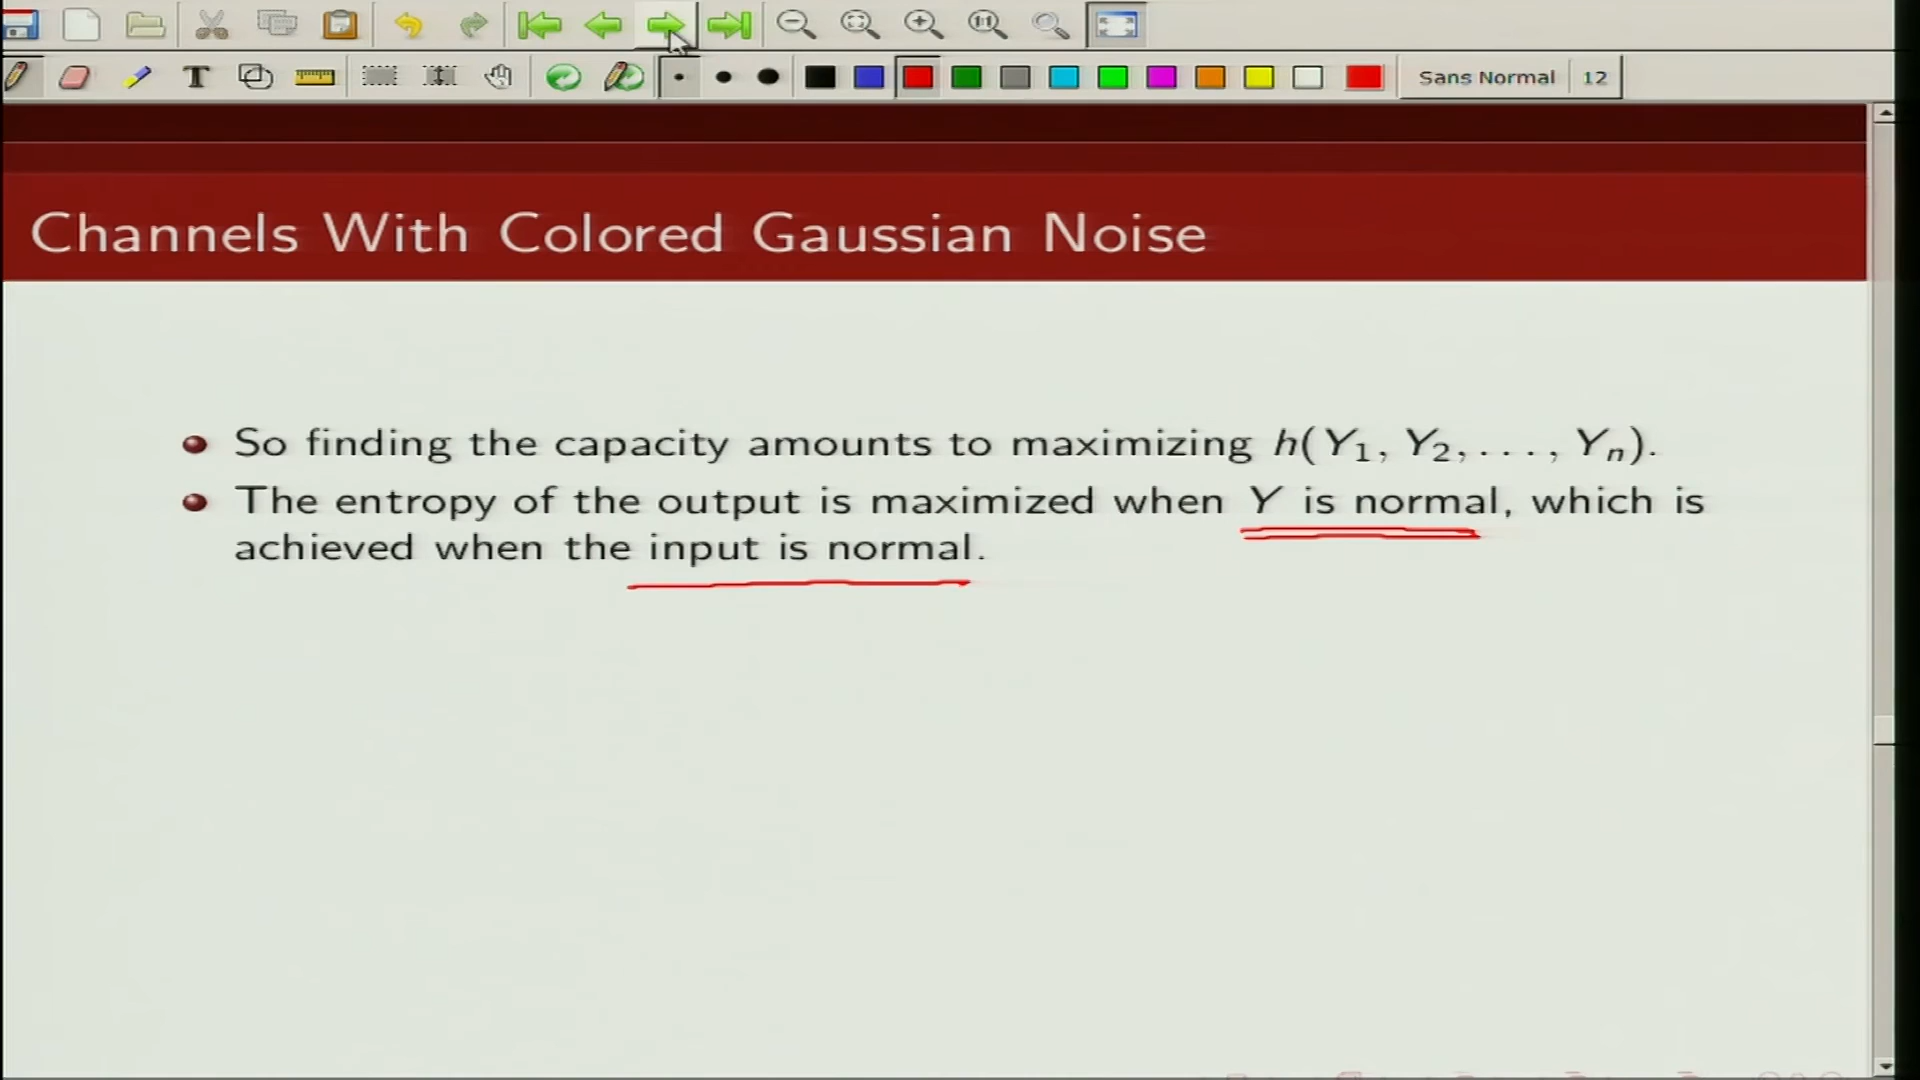 Sans Normal 12
Channels With Colored Gaussian Noise
So finding the capacity amounts to maximizing h(Y₁, Y₂, . . . , Yₙ).
The entropy of the output is maximized when Y is normal, which is
achieved when the input is normal.